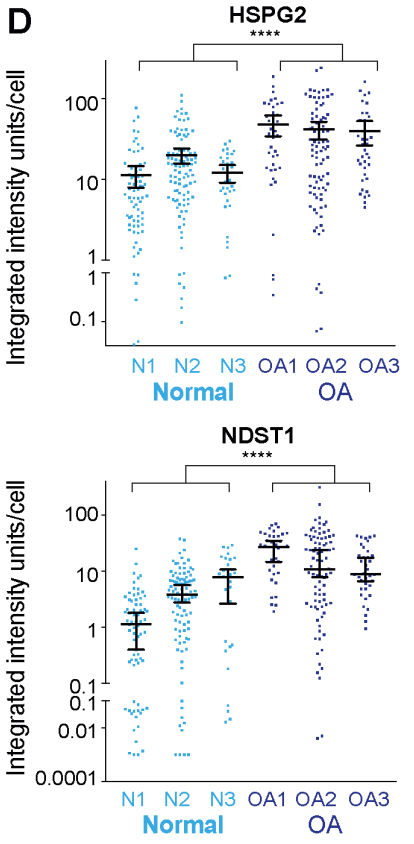 D
HSPG2
****
Integrated intensity units/cell
100
10
1
1
0.1
N1 N2 N3 OA1 OA2 OA3
Normal OA
NDST1
****
Integrated intensity units/cell
100
10
1
0.1
0.1
0.01
0.0001
N1 N2 N3 OA1 OA2 OA3
Normal OA